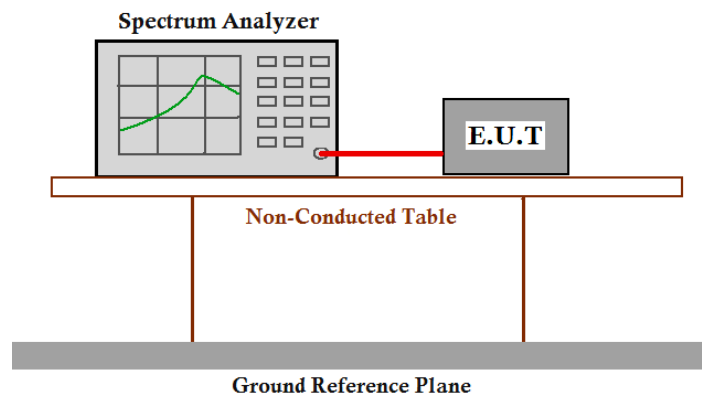 Spectrum Analyzer
E.U.T
Non-Conducted Table
Ground Reference Plane